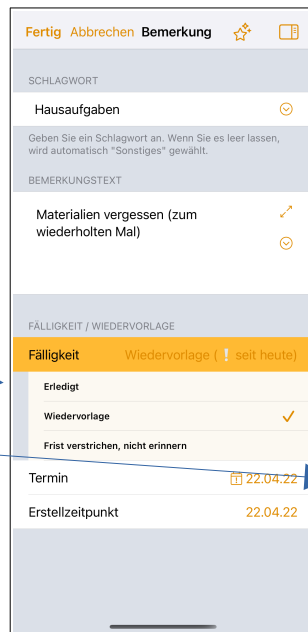 Fertig Abbrechen Bemerkung
SCHLAGWORT
Hausaufgaben
Geben Sie ein Schlagwort an. Wenn Sie es leer lassen,
wird automatisch "Sonstiges" gewählt.
BEMERKUNGSTEXT
Materialien vergessen (zum
wiederholten Mal)
FÄLLIGKEIT / WIEDERVORLAGE
Fälligkeit Wiedervorlage (❕ seit heute)
Erledigt
Wiedervorlage
Frist verstrichen, nicht erinnern
Termin 22.04.22
Erstellzeitpunkt 22.04.22